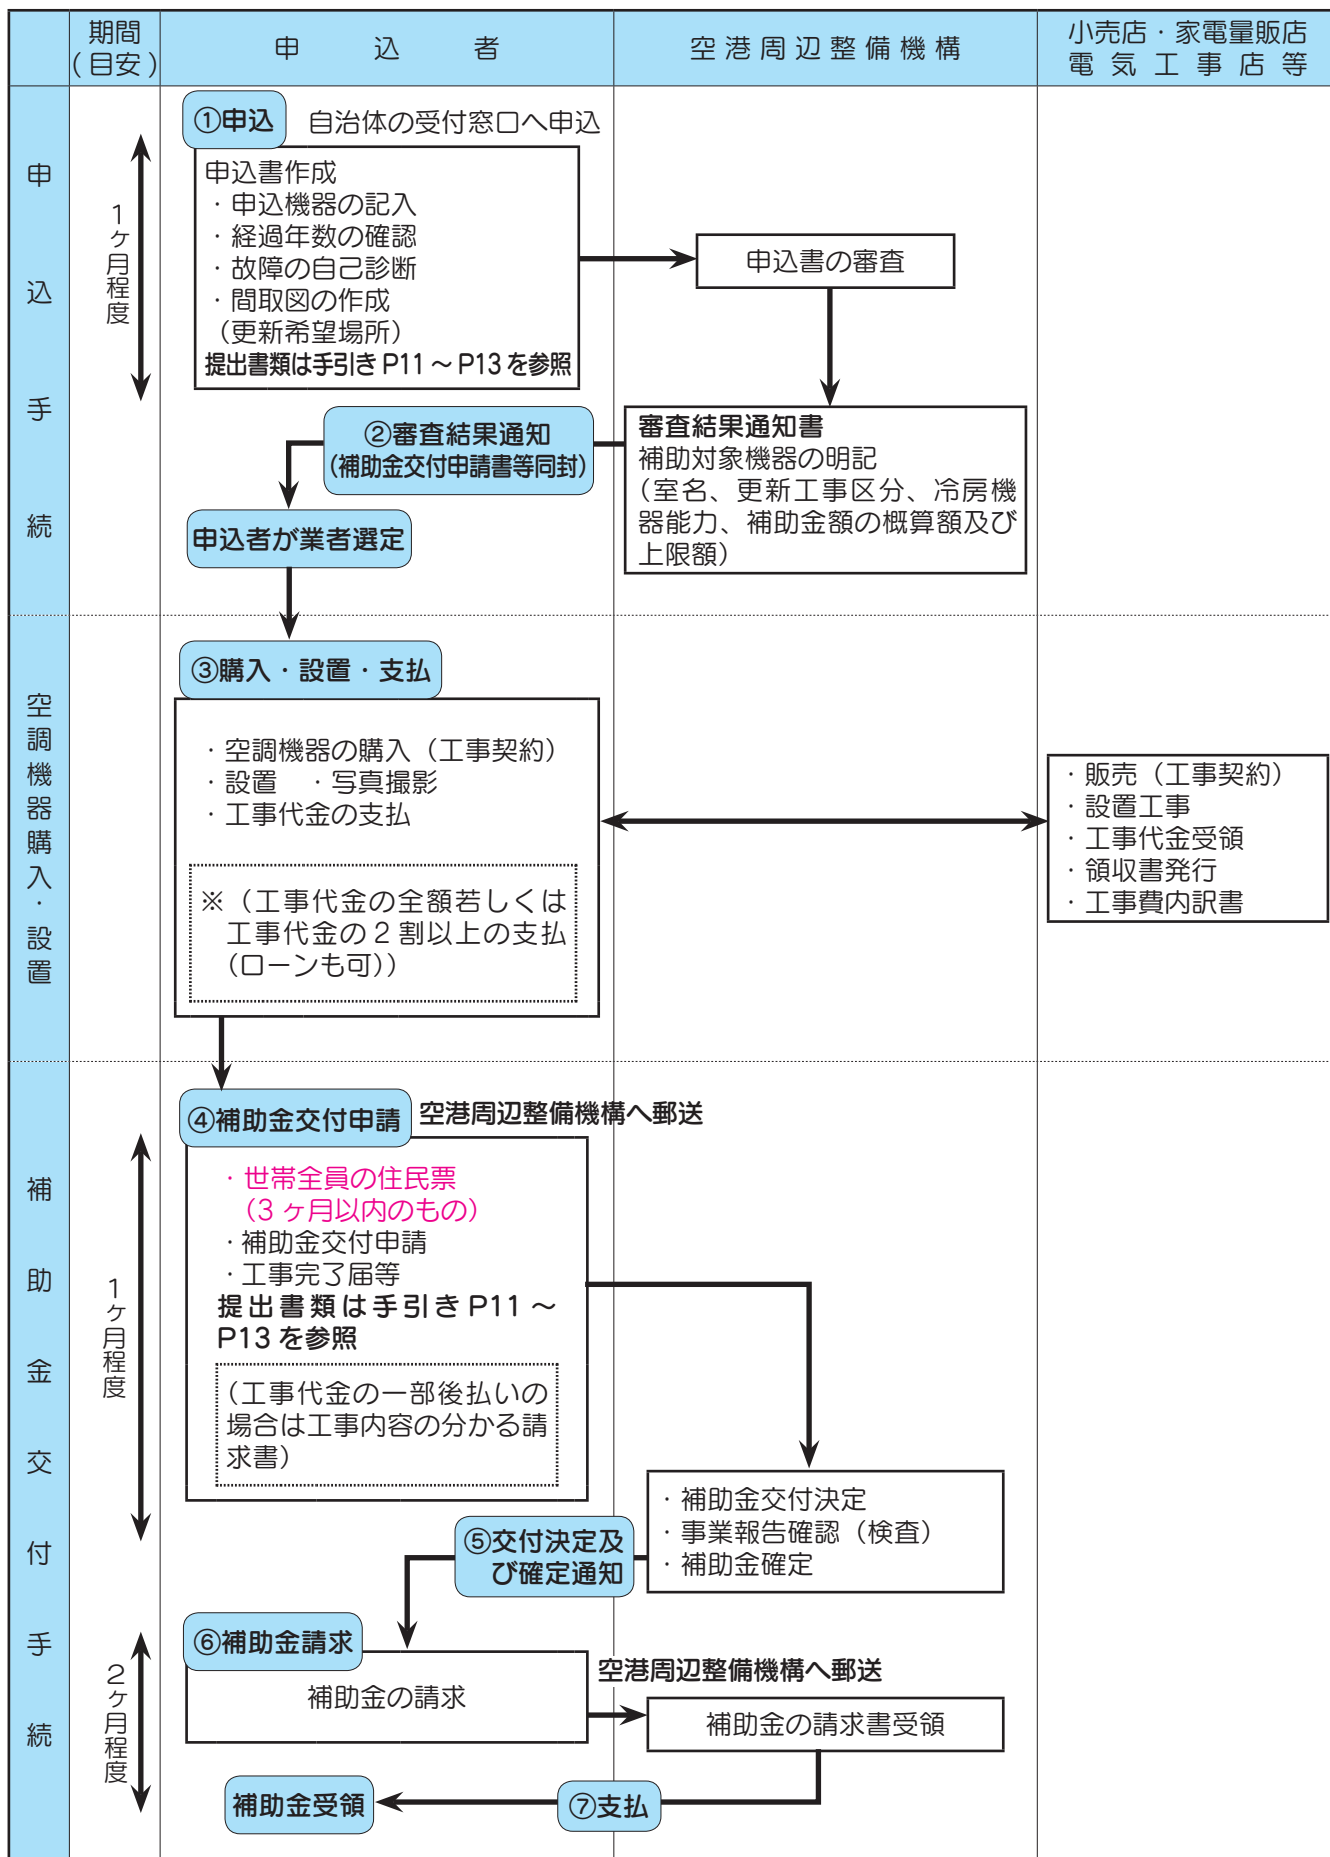 期間
(目安)
申込者
空港周辺整備機構
小売店・家電量販店
電気工事店等
申込手続
1ヶ月程度
①申込
自治体の受付窓口へ申込
申込書作成
・申込機器の記入
・経過年数の確認
・故障の自己診断
・間取図の作成
（更新希望場所）
提出書類は手引き P11 ～ P13 を参照
申込書の審査
②審査結果通知
(補助金交付申請書等同封)
審査結果通知書
補助対象機器の明記
（室名、更新工事区分、冷房機
器能力、補助金額の概算額及び
上限額）
申込者が業者選定
空調機器購入・設置
③購入・設置・支払
・空調機器の購入（工事契約）
・設置　・写真撮影
・工事代金の支払
※（工事代金の全額若しくは
工事代金の２割以上の支払
（ローンも可））
・販売（工事契約）
・設置工事
・工事代金受領
・領収書発行
・工事費内訳書
補助金交付手続
1ヶ月程度
④補助金交付申請
空港周辺整備機構へ郵送
・世帯全員の住民票
（3 ヶ月以内のもの）
・補助金交付申請
・工事完了届等
提出書類は手引き P11 ～
P13 を参照
（工事代金の一部後払いの
場合は工事内容の分かる請
求書）
・補助金交付決定
・事業報告確認（検査）
・補助金確定
⑤交付決定及
び確定通知
2ヶ月程度
⑥補助金請求
補助金の請求
空港周辺整備機構へ郵送
補助金の請求書受領
補助金受領
⑦支払